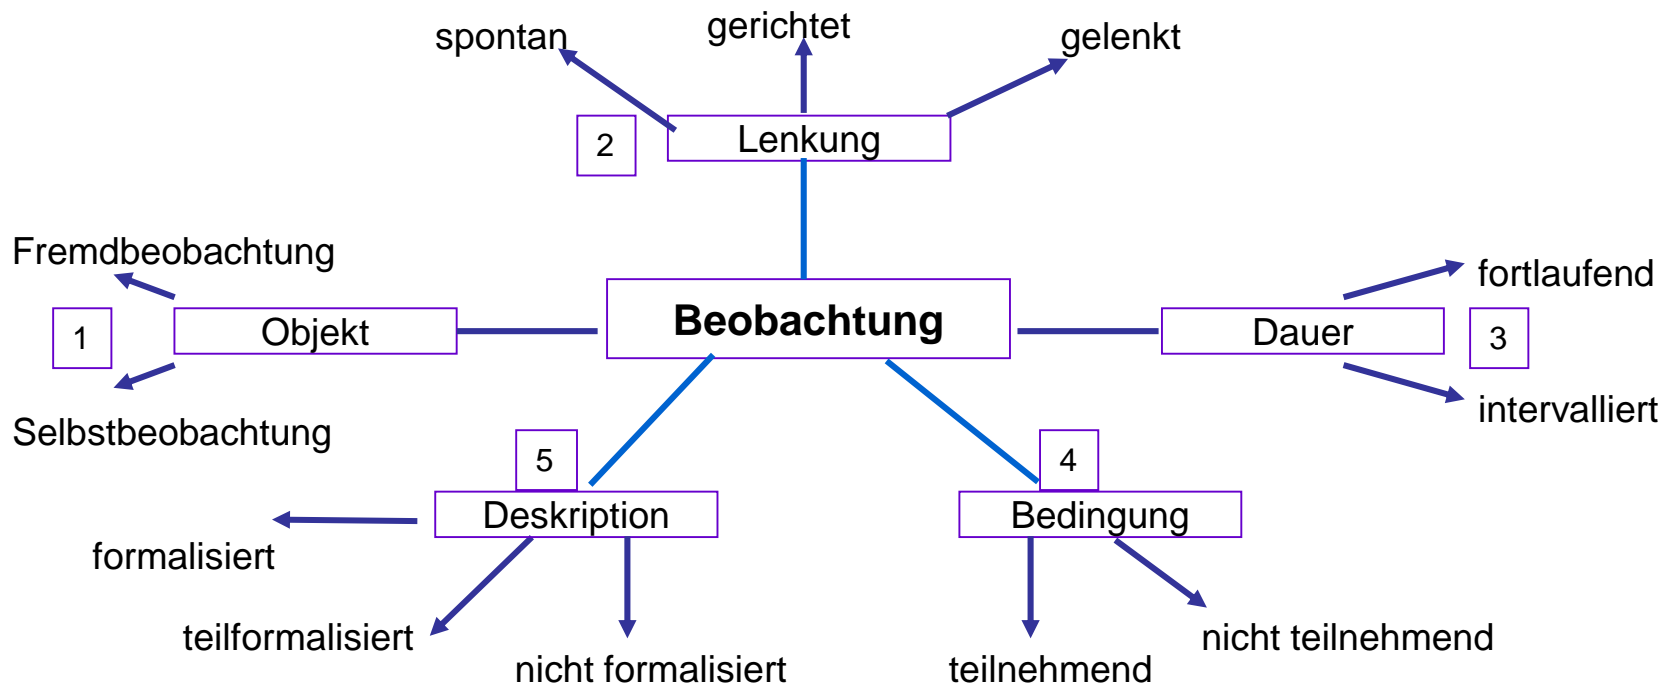 spontan
gerichtet
gelenkt
2
Lenkung
Fremdbeobachtung
1
Objekt
Selbstbeobachtung
Beobachtung
fortlaufend
Dauer
3
intervalliert
5
Deskription
formalisiert
teilformalisiert
nicht formalisiert
4
Bedingung
teilnehmend
nicht teilnehmend